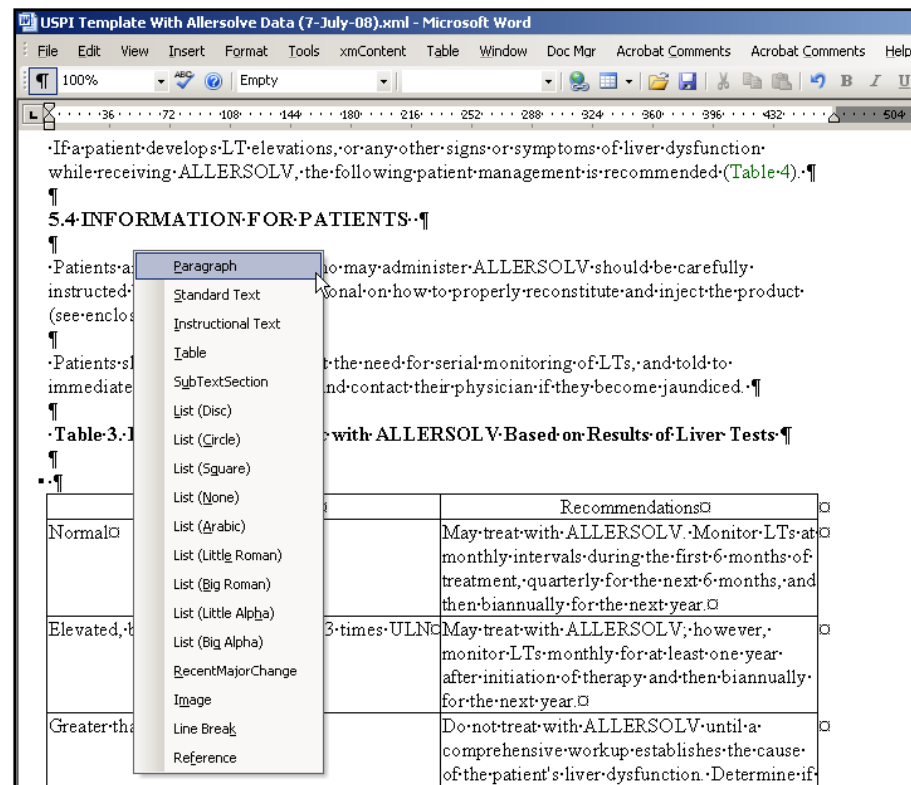 USPI Template With Allersolve Data (7-July-08).xml - Microsoft Word
File Edit View Insert Format Tools xmContent Table Window Doc Mgr Acrobat Comments Acrobat Comments Help
¶ 100% ABC Empty B I U
L 36 72 108 144 180 216 252 288 324 360 396 432 504
·If·a·patient·develops·LT·elevations,·or·any·other·signs·or·symptoms·of·liver·dysfunction·
while·receiving·ALLERSOLV,·the·following·patient·management·is·recommended·(Table·4).·¶
¶
5.4·INFORMATION·FOR·PATIENTS··¶
¶
·Patients·a
o·may·administer·ALLERSOLV·should·be·carefully·
instructed·
onal·on·how·to·properly·reconstitute·and·inject·the·product·
(see·enclos
¶
·Patients·s
t·the·need·for·serial·monitoring·of·LTs,·and·told·to·
immediate
nd·contact·their·physician·if·they·become·jaundiced.·¶
¶
·Table·3.·
with·ALLERSOLV·Based·on·Results·of·Liver·Tests·¶
¶
·¶
Paragraph
Standard Text
Instructional Text
Table
SubTextSection
List (Disc)
List (Circle)
List (Square)
List (None)
List (Arabic)
List (Little Roman)
List (Big Roman)
List (Little Alpha)
List (Big Alpha)
RecentMajorChange
Image
Line Break
Reference
Recommendations¤ ¤
Normal¤
May·treat·with·ALLERSOLV.·Monitor·LTs·at·¤
monthly·intervals·during·the·first·6·months·of·
treatment,·quarterly·for·the·next·6·months,·and
then·biannually·for·the·next·year.¤
Elevated,·b
3·times·ULN¤
May·treat·with·ALLERSOLV;·however,· ¤
monitor·LTs·monthly·for·at·least·one·year·
after·initiation·of·therapy·and·then·biannually·
for·the·next·year.¤
Greater·tha
Do·not·treat·with·ALLERSOLV·until·a· ¤
comprehensive·workup·establishes·the·cause·
of·the·patient's·liver·dysfunction.·Determine·if·